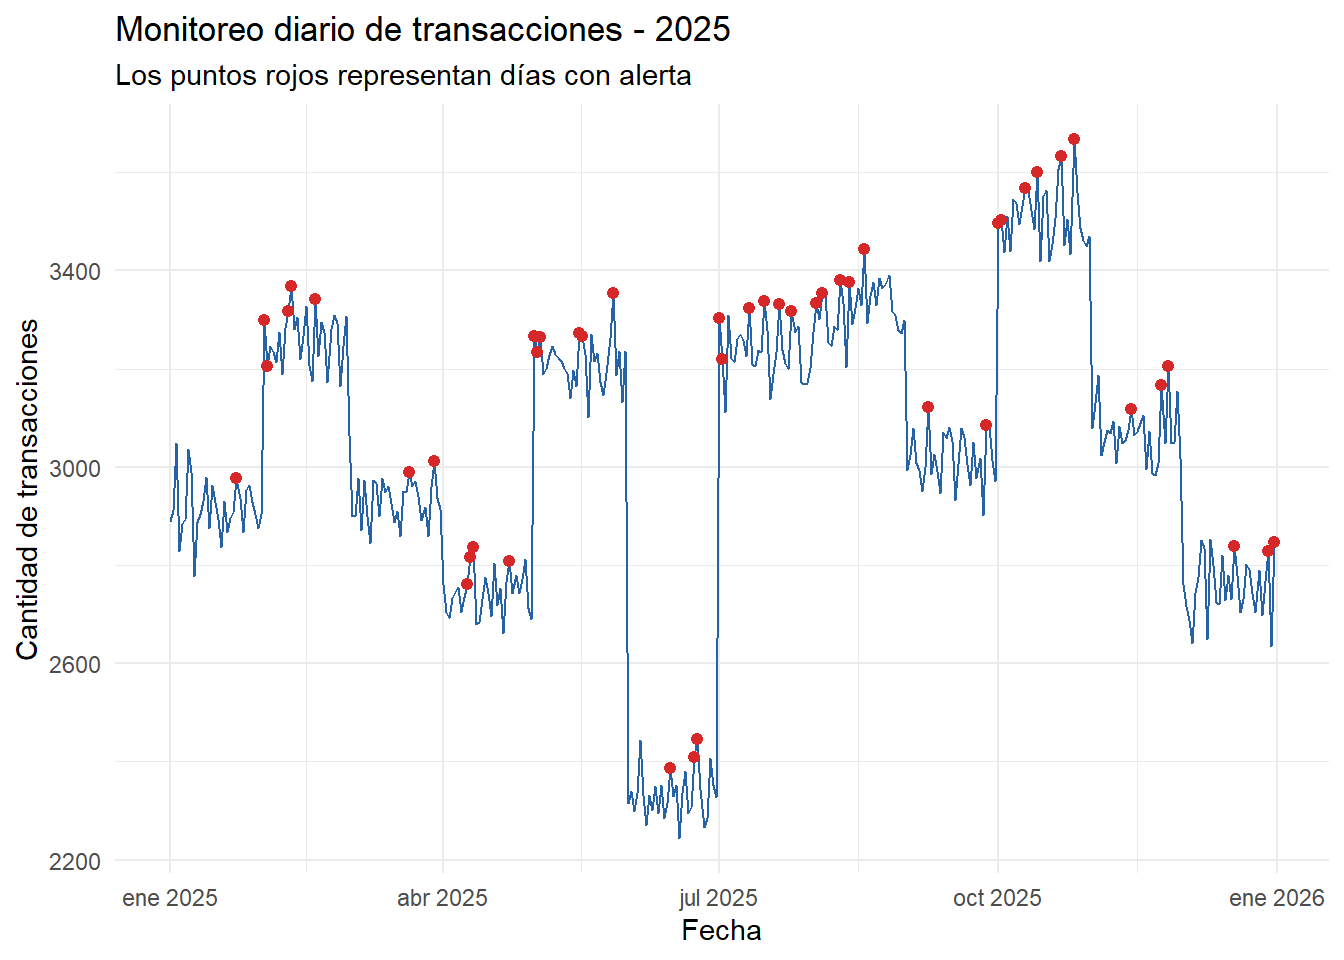 Monitoreo diario de transacciones - 2025
Los puntos rojos representan días con alerta
Cantidad de transacciones
3400
3000
2600
2200
ene 2025
abr 2025
jul 2025
oct 2025
ene 2026
Fecha